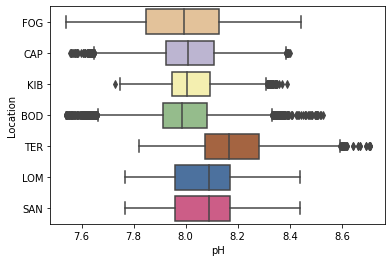 Location
FOG
CAP
KIB
BOD
TER
LOM
SAN
7.6 7.8 8.0 8.2 8.4 8.6
pH